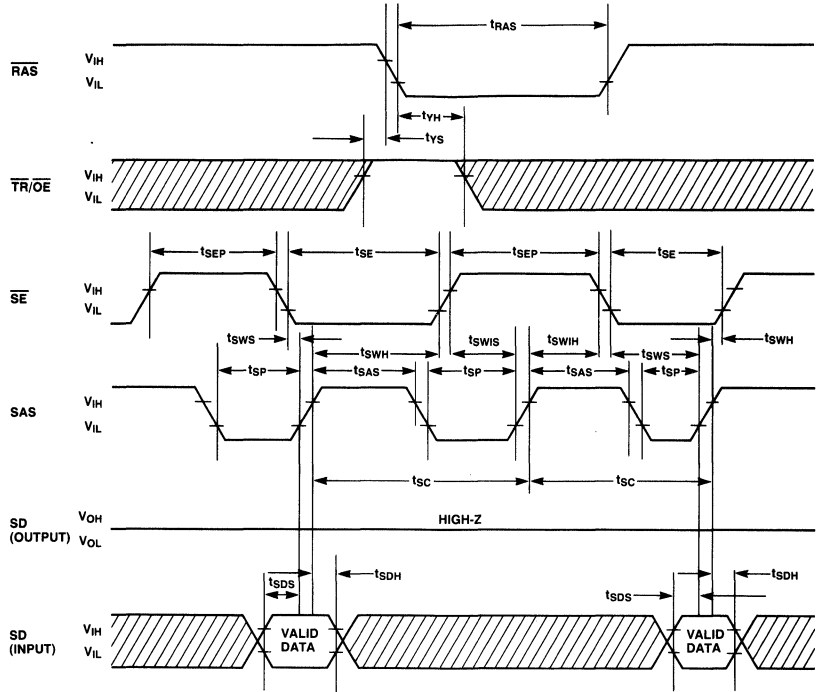 tRAS
RAS
VIH
VIL
tYH
tYS
TR/OE
VIH
VIL
tSEP
tSE
tSEP
tSE
SE
VIH
VIL
tSWS
tSWH
tSWIS
tSWIH
tSWS
tSWH
tSP
tSAS
tSP
tSAS
tSP
SAS
VIH
VIL
tSC
tSC
SD
(OUTPUT)
VOH
VOL
HIGH-Z
tSDS
tSDH
tSDS
tSDH
SD
(INPUT)
VIH
VIL
VALID
DATA
VALID
DATA